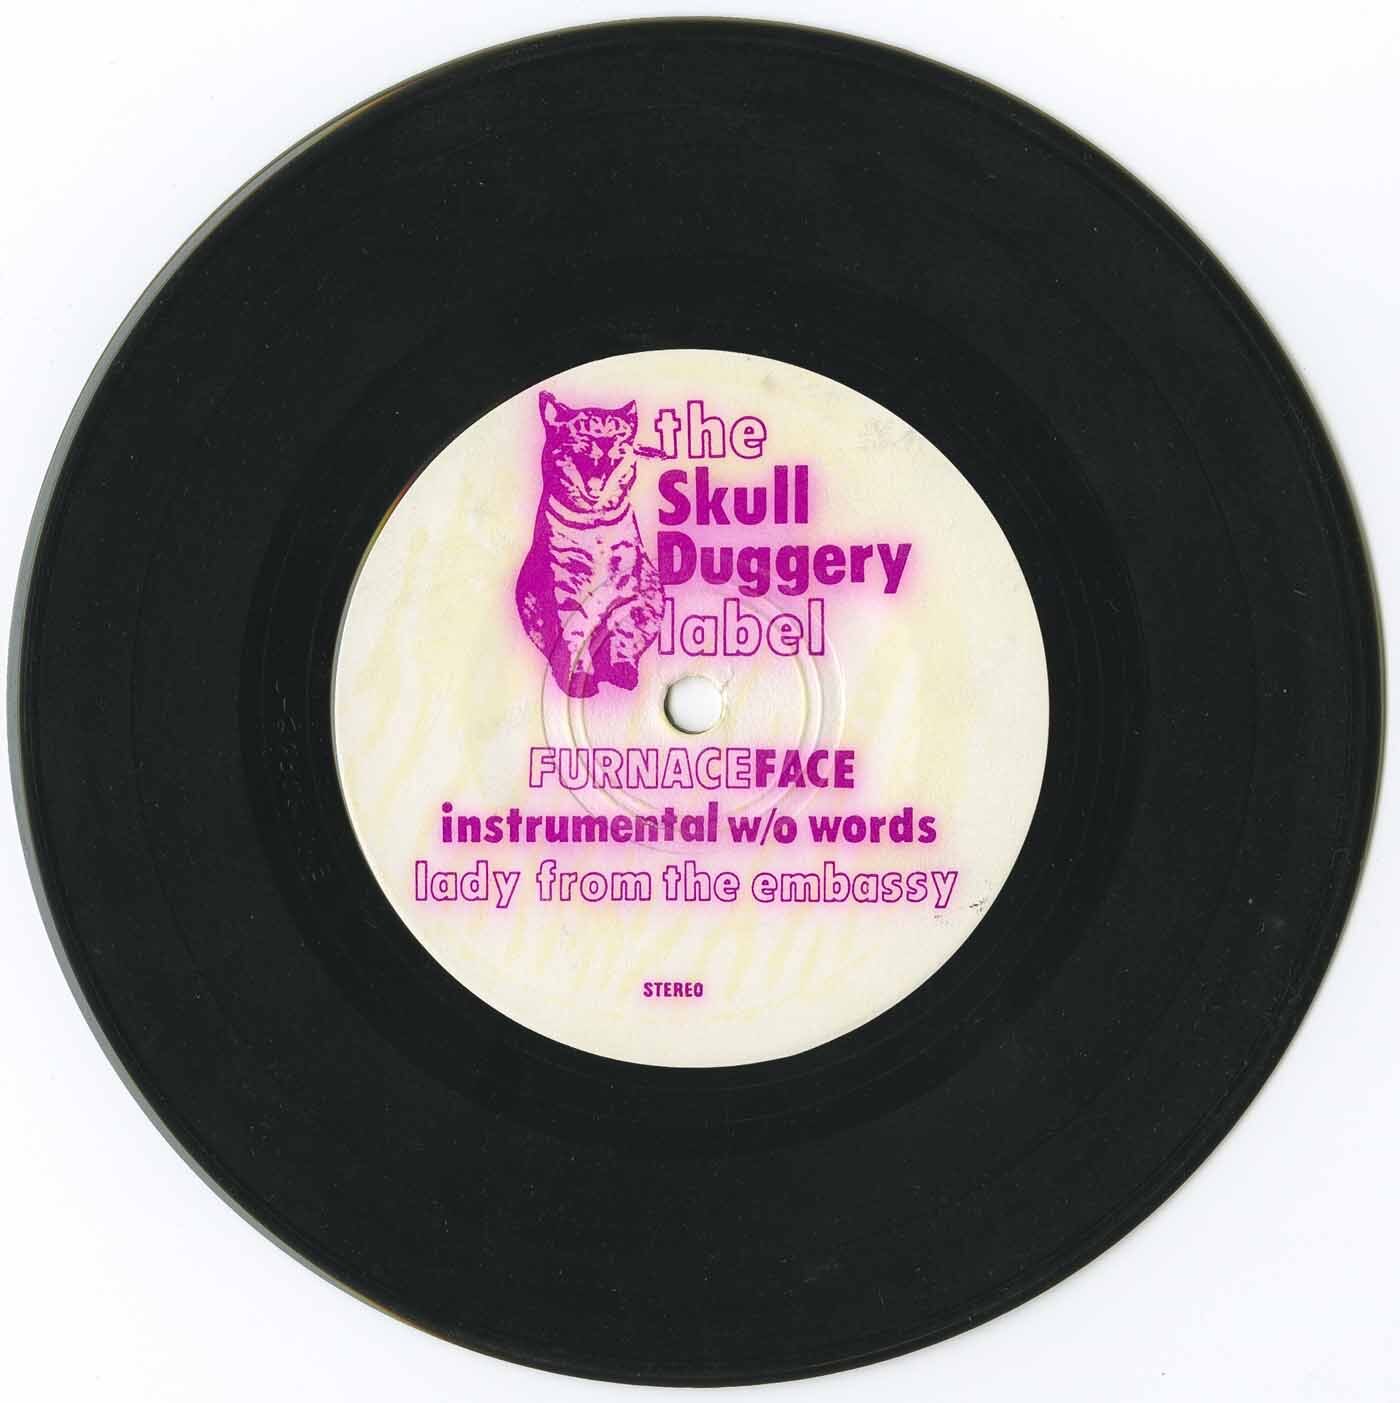 the
Skull
Duggery
label
FURNACEFACE
instrumental w/o words
lady from the embassy
STEREO